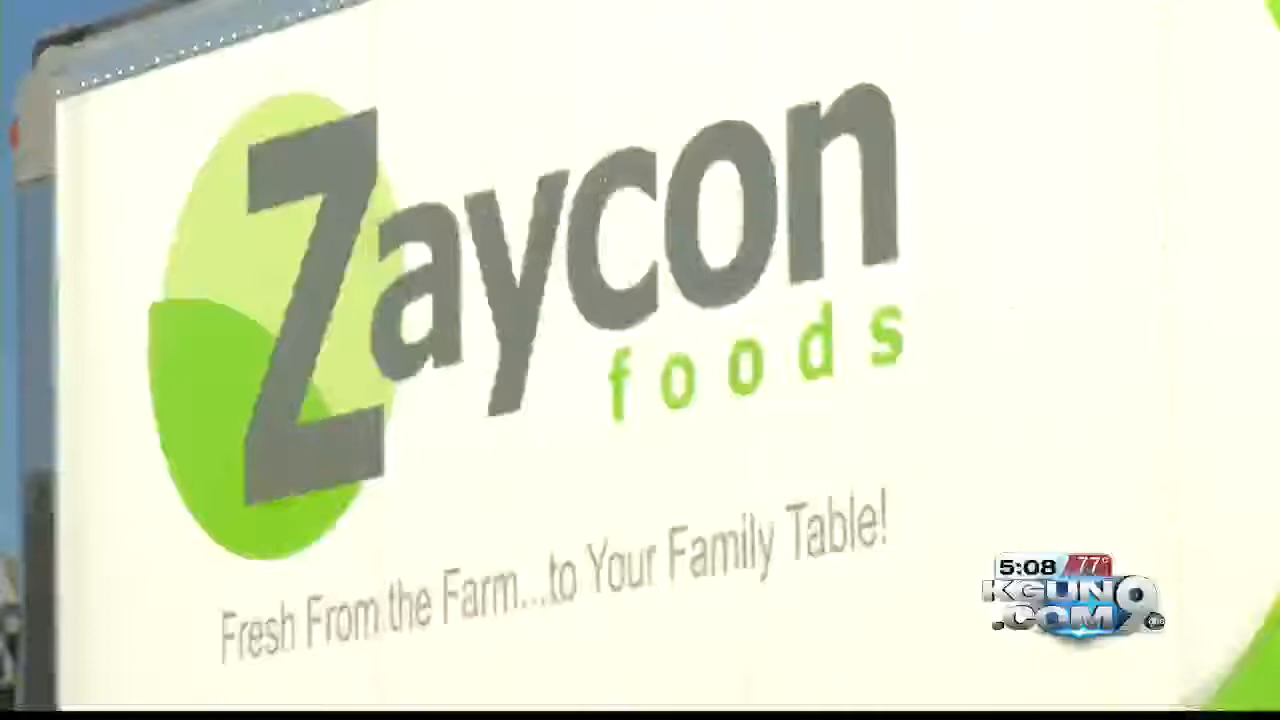 Zaycon
foods
Fresh From the Farm...to Your Family Table!
5:08 77°
KGUN9
.COM